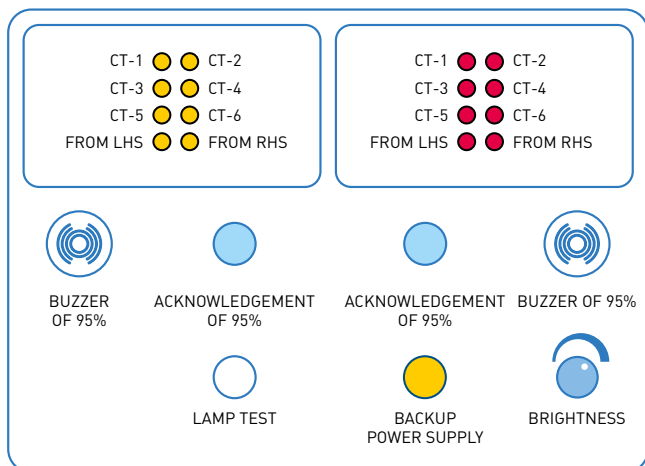 CT-1 CT-2
CT-3 CT-4
CT-5 CT-6
FROM LHS FROM RHS
CT-1 CT-2
CT-3 CT-4
CT-5 CT-6
FROM LHS FROM RHS
BUZZER
OF 95%
ACKNOWLEDGEMENT
OF 95%
ACKNOWLEDGEMENT
OF 95%
BUZZER OF 95%
LAMP TEST
BACKUP
POWER SUPPLY
BRIGHTNESS